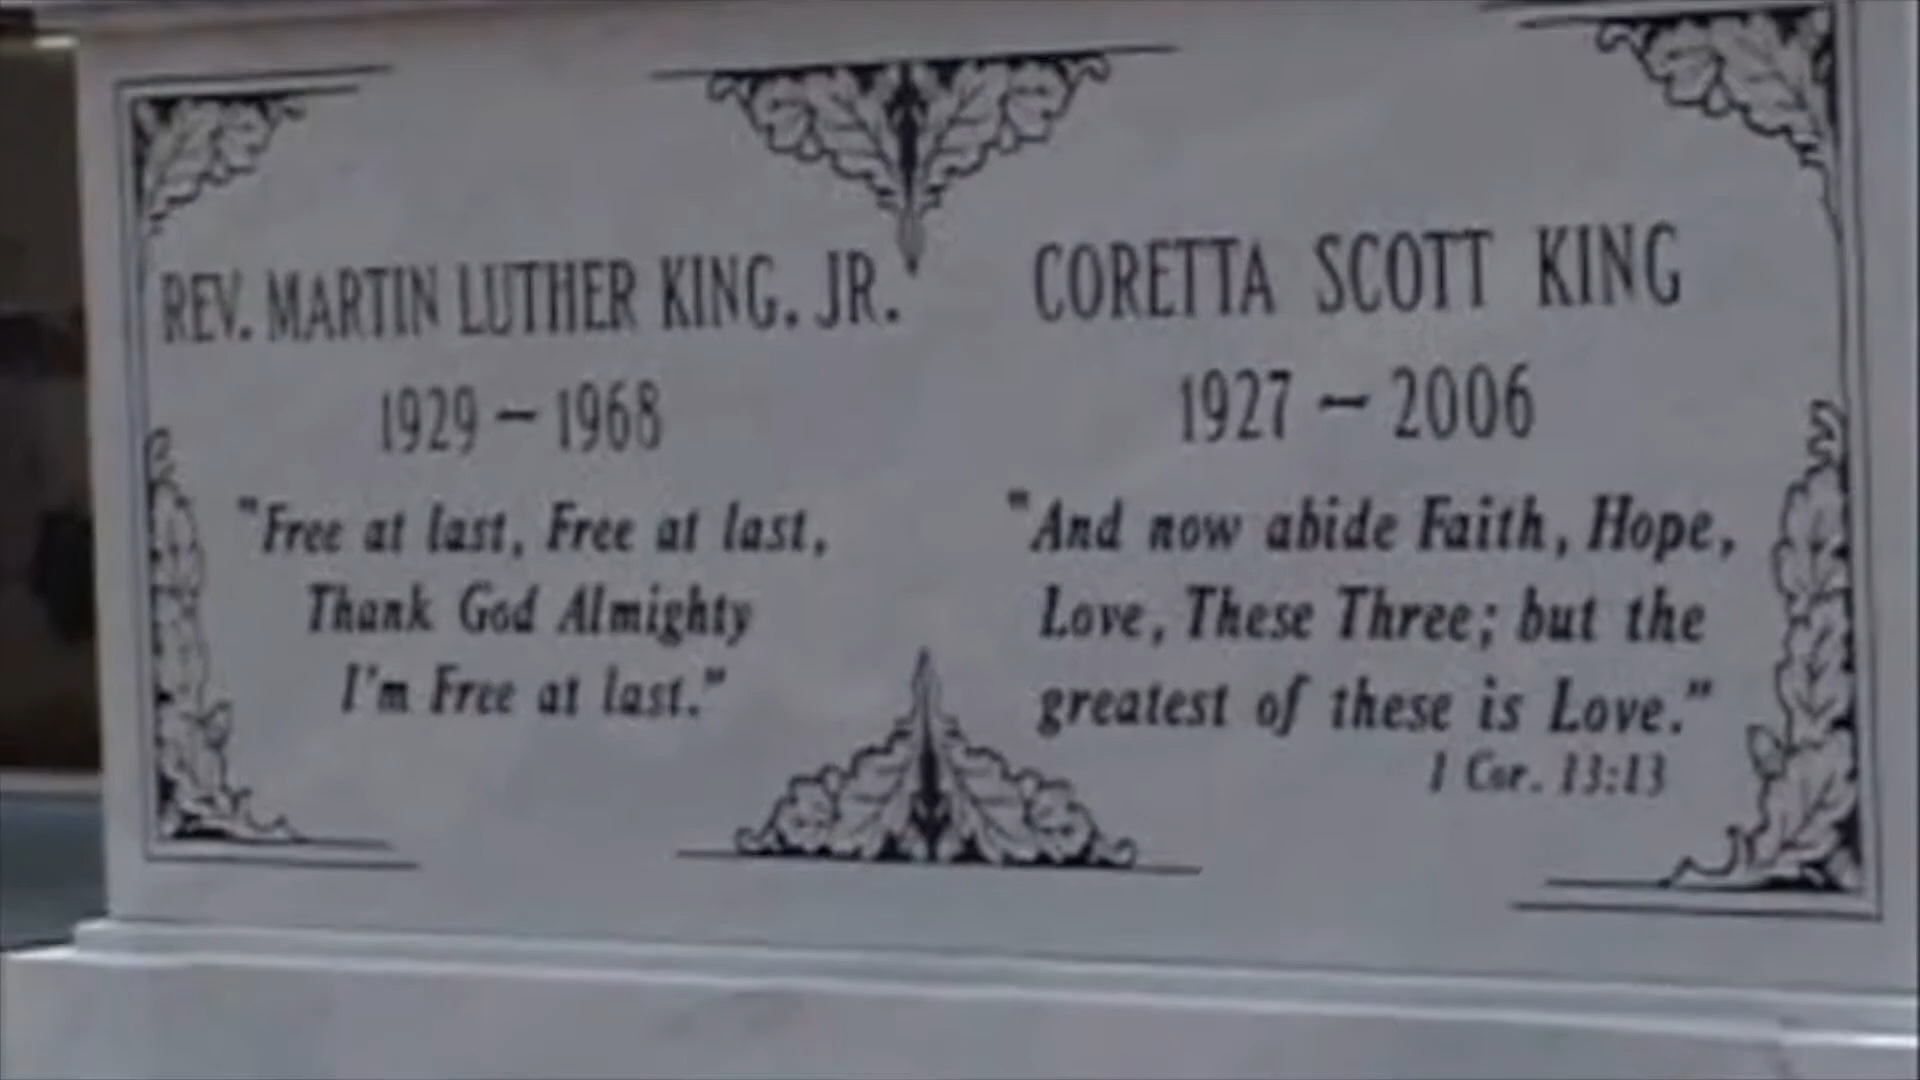 REV. MARTIN LUTHER KING, JR.
1929 – 1968
"Free at last, Free at last,
Thank God Almighty
I'm Free at last."
CORETTA SCOTT KING
1927 – 2006
"And now abide Faith, Hope,
Love, These Three; but the
greatest of these is Love."
1 Cor. 13:13